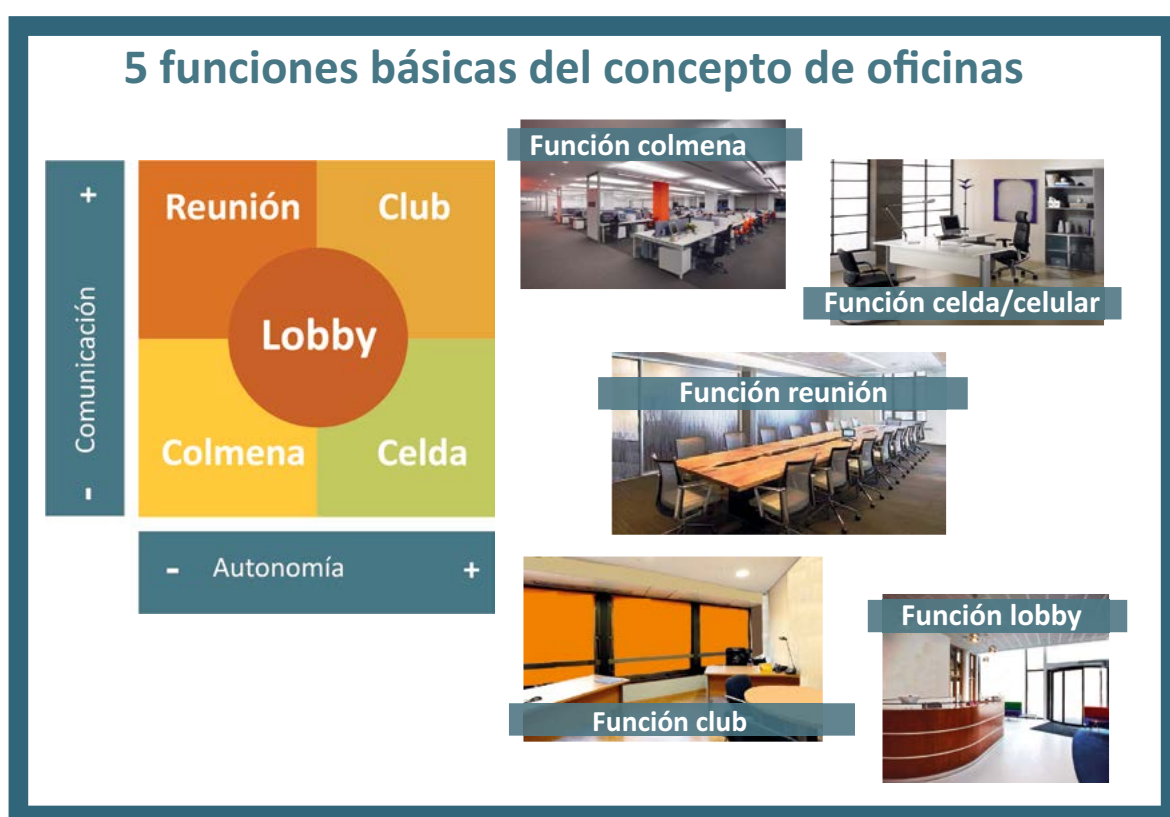 5 funciones básicas del concepto de oficinas
+
Comunicación
-
Reunión
Club
Lobby
Colmena
Celda
- Autonomía +
Función colmena
Función celda/celular
Función reunión
Función club
Función lobby